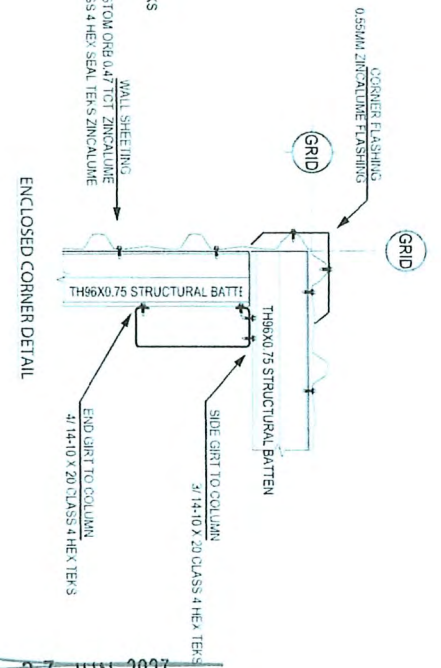 CORNER FLASHING
0.55MM ZINCALUME FLASHING
GRID
GRID
WALL SHEETING
TOM ORB 0.47 TCT ZINCALUME
S 4 HEX SEAL TEKS ZINCALUME
KS
TH96X0.75 STRUCTURAL BATTE
TH96X0.75 STRUCTURAL BATTEN
SIDE GIRT TO COLUMN
3/ 14-10 X 20 CLASS 4 HEX TEKS
END GIRT TO COLUMN
4/ 14-10 X 20 CLASS 4 HEX TEKS
ENCLOSED CORNER DETAIL